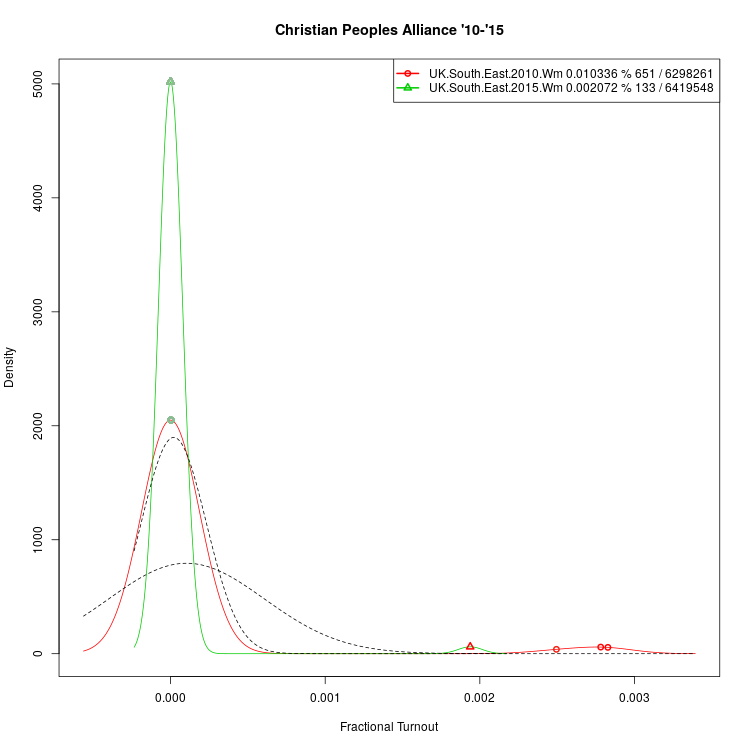 Christian Peoples Alliance '10-'15
UK.South.East.2010.Wm 0.010336 % 651 / 6298261
UK.South.East.2015.Wm 0.002072 % 133 / 6419548
5000
4000
3000
2000
1000
0
Density
0.000 0.001 0.002 0.003
Fractional Turnout